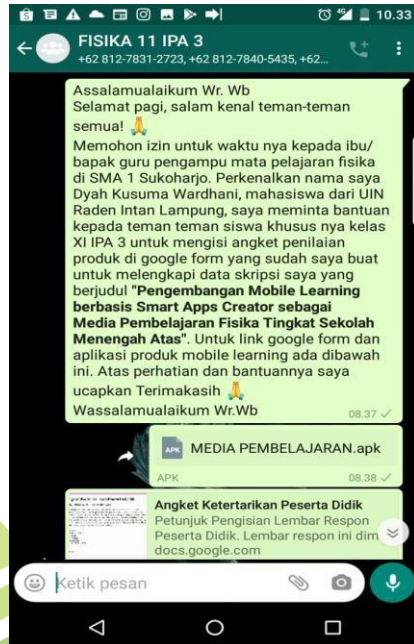 10.33
FISIKA 11 IPA 3
+62 812-7831-2723, +62 812-7840-5435, +62...
Assalamualaikum Wr. Wb
Selamat pagi, salam kenal teman-teman
semua! 🙏
Memohon izin untuk waktu nya kepada ibu/
bapak guru pengampu mata pelajaran fisika
di SMA 1 Sukoharjo. Perkenalkan nama saya
Dyah Kusuma Wardhani, mahasiswa dari UIN
Raden Intan Lampung, saya meminta bantuan
kepada teman teman siswa khusus nya kelas
XI IPA 3 untuk mengisi angket penilaian
produk di google form yang sudah saya buat
untuk melengkapi data skripsi saya yang
berjudul "Pengembangan Mobile Learning
berbasis Smart Apps Creator sebagai
Media Pembelajaran Fisika Tingkat Sekolah
Menengah Atas". Untuk link google form dan
aplikasi produk mobile learning ada dibawah
ini. Atas perhatian dan bantuannya saya
ucapkan Terimakasih 🙏
Wassalamualaikum Wr.Wb
08.37
APK MEDIA PEMBELAJARAN.apk
APK 08.38
Angket Ketertarikan Peserta Didik
Petunjuk Pengisian Lembar Respon
Peserta Didik. Lembar respon ini dim
docs.google.com
Ketik pesan